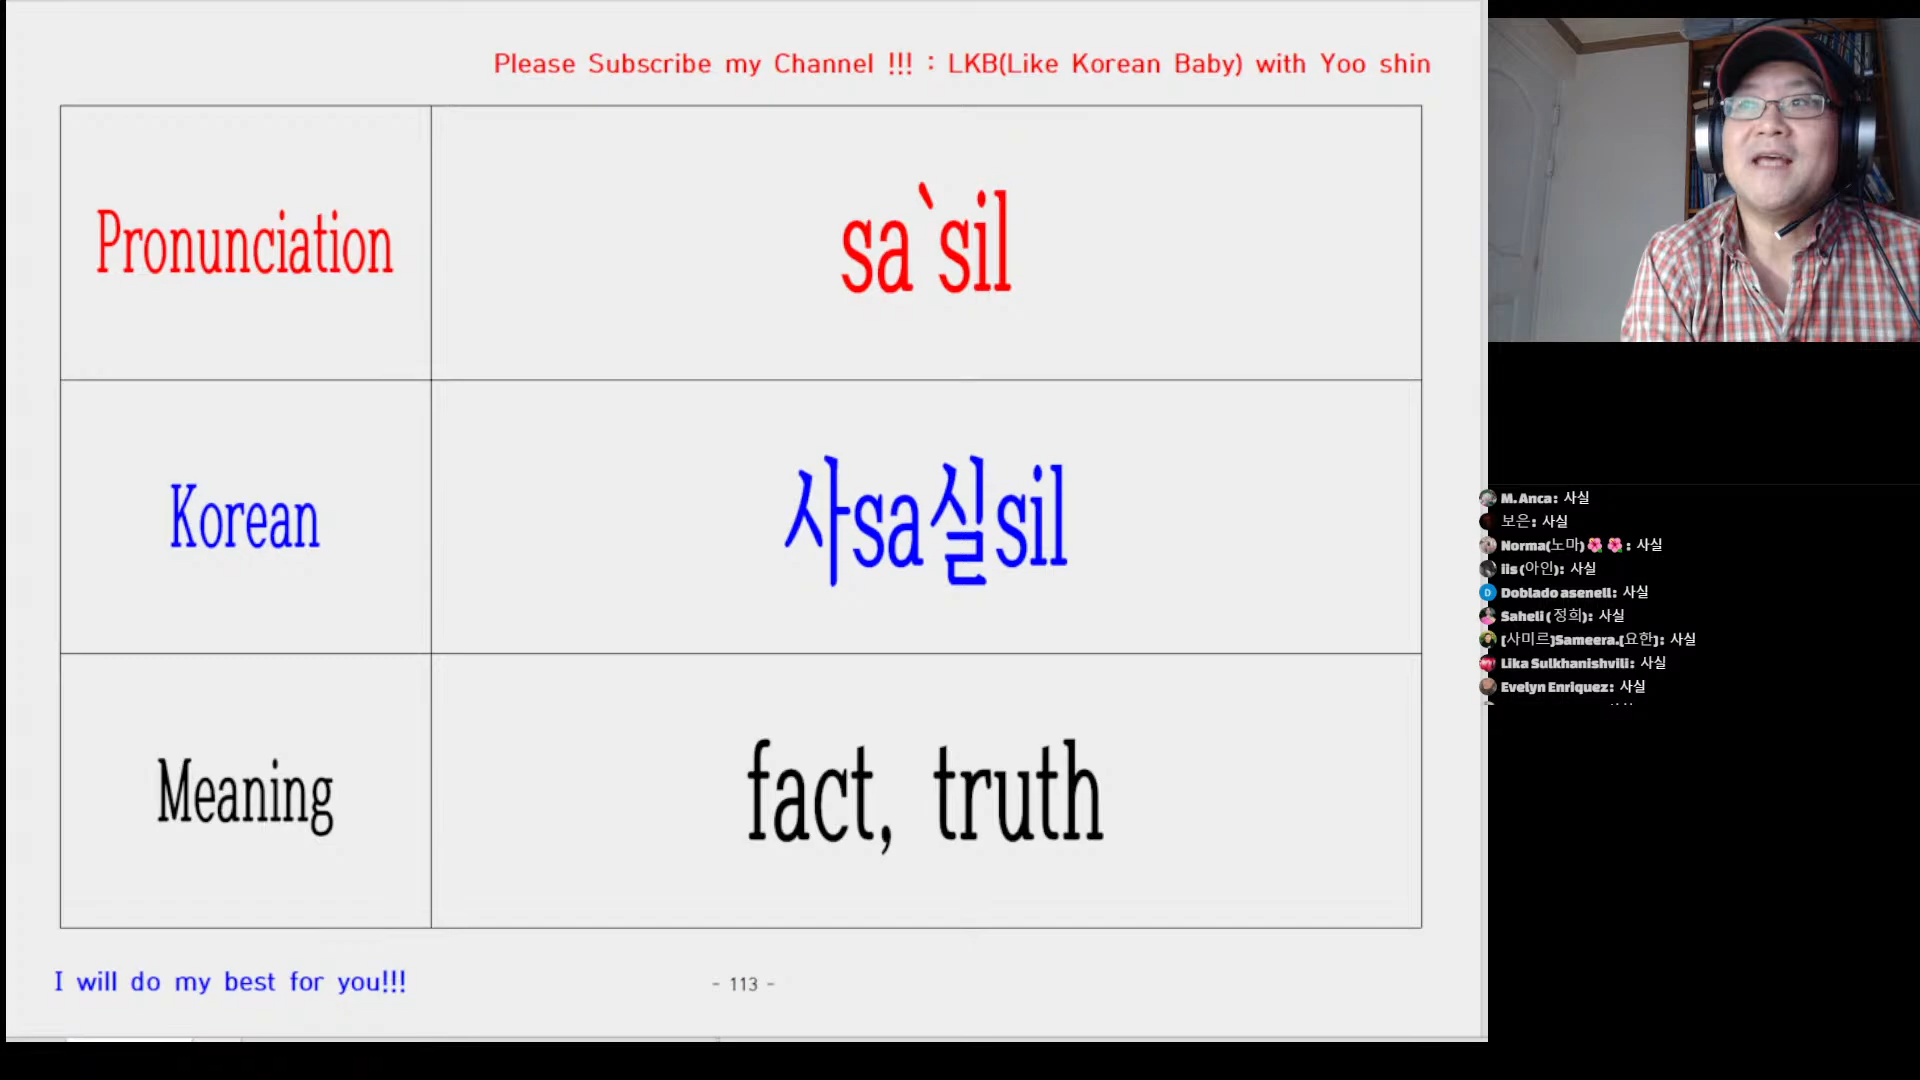 Please Subscribe my Channel !!! : LKB(Like Korean Baby) with Yoo shin
Pronunciation
sa`sil
Korean
사sa실sil
Meaning
fact, truth
I will do my best for you!!!
- 113 -
M. Anca: 사실
보은: 사실
Norma(노마)🌺 🌺 : 사실
iis (아인): 사실
D
Doblado asenell: 사실
Saheli ( 정희): 사실
[사미르]Sameera.[요한]: 사실
Lika Sulkhanishvili: 사실
Evelyn Enriquez: 사실